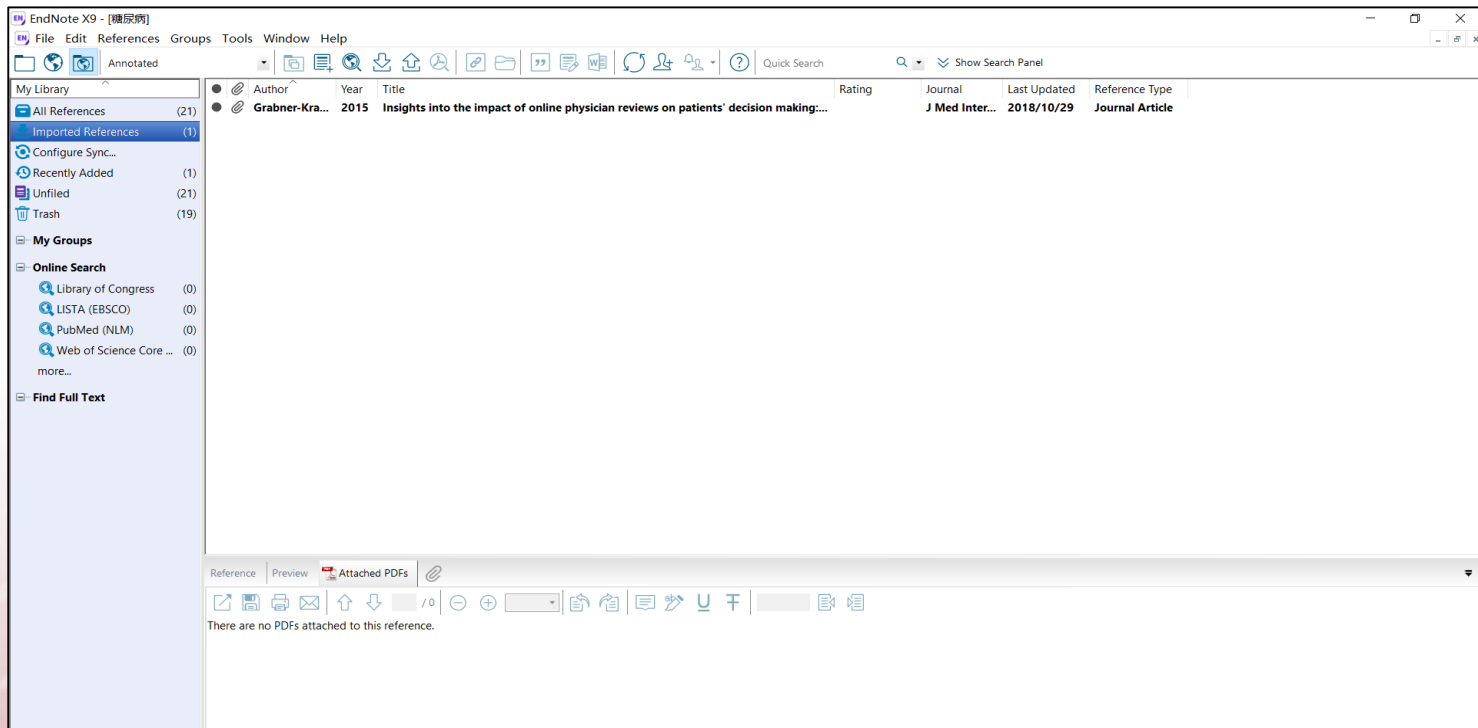 EndNote X9 - [糖尿病]
File Edit References Groups Tools Window Help
Annotated Quick Search Show Search Panel
My Library
All References (21)
Imported References (1)
Configure Sync...
Recently Added (1)
Unfiled (21)
Trash (19)
My Groups
Online Search
Library of Congress (0)
LISTA (EBSCO) (0)
PubMed (NLM) (0)
Web of Science Core ... (0)
more...
Find Full Text
Author Year Title Rating Journal Last Updated Reference Type
Grabner-Kra... 2015 Insights into the impact of online physician reviews on patients' decision making:... J Med Inter... 2018/10/29 Journal Article
Reference Preview Attached PDFs
/ 0
There are no PDFs attached to this reference.